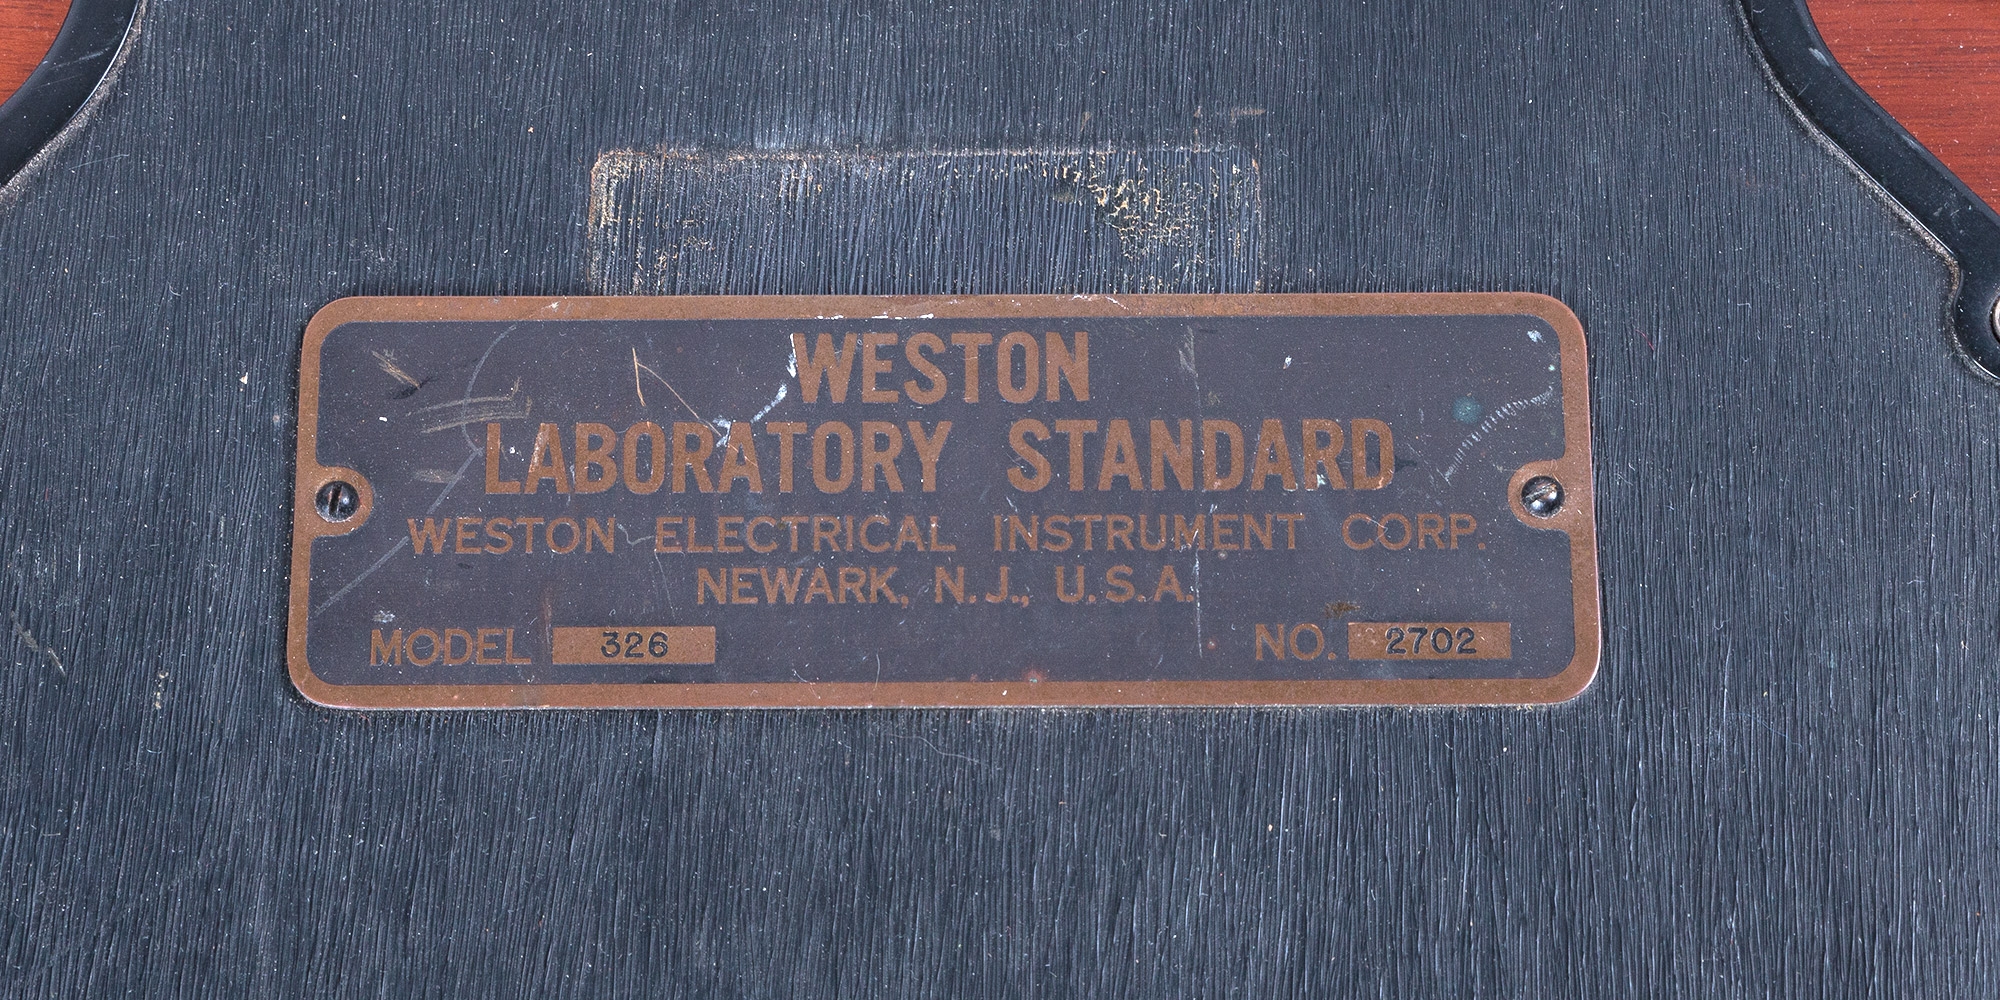 WESTON
LABORATORY STANDARD
WESTON ELECTRICAL INSTRUMENT CORP.
NEWARK, N.J., U.S.A.
MODEL 326 NO. 2702